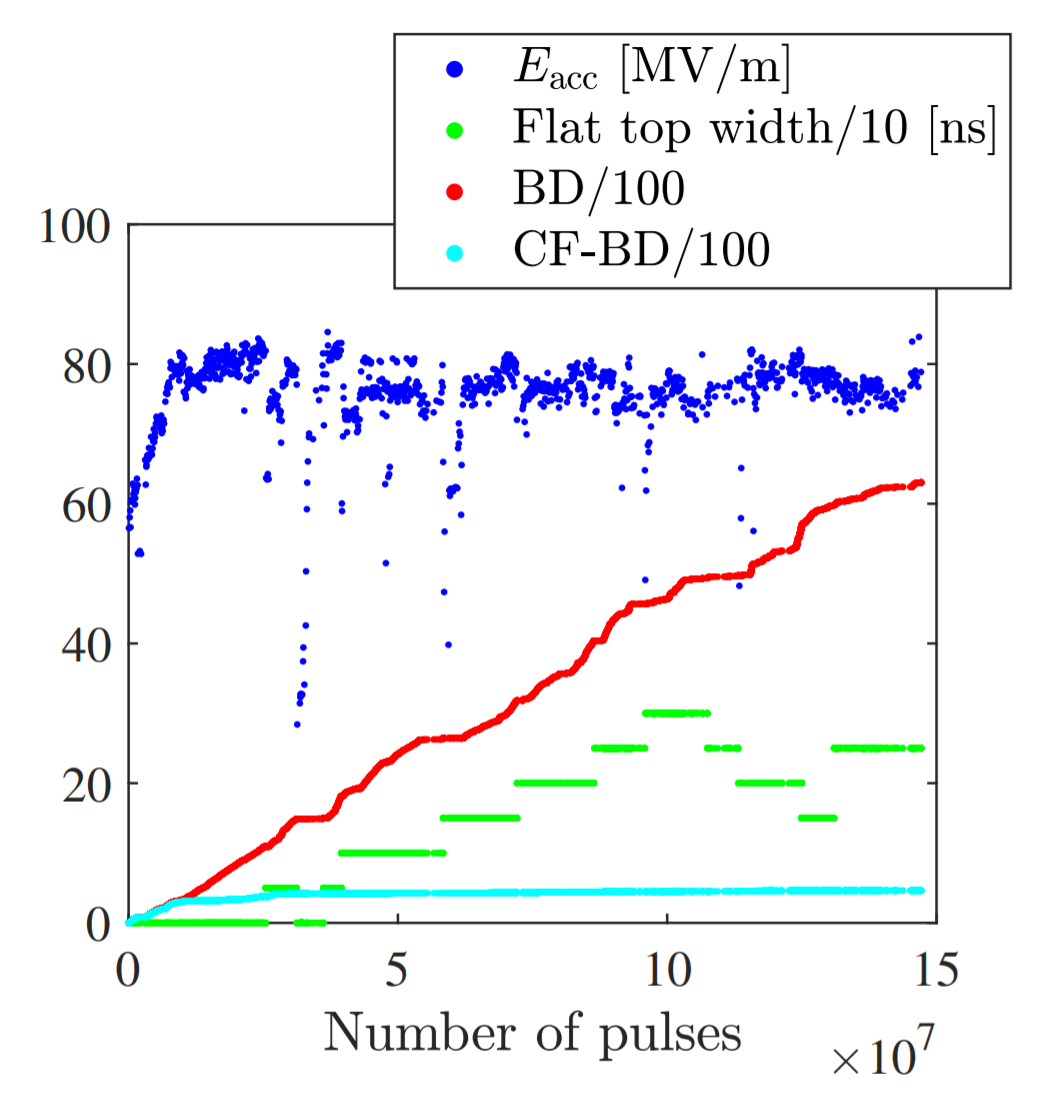 E_acc [MV/m]
Flat top width/10 [ns]
BD/100
CF-BD/100
100
80
60
40
20
0
0 5 10 15
Number of pulses ×10^7